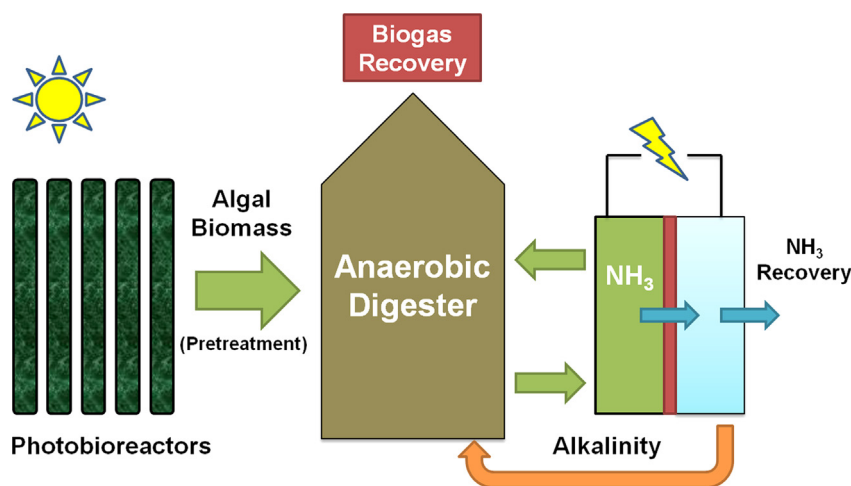 Biogas
Recovery
Algal
Biomass
(Pretreatment)
Photobioreactors
Anaerobic
Digester
NH₃
NH₃
Recovery
Alkalinity